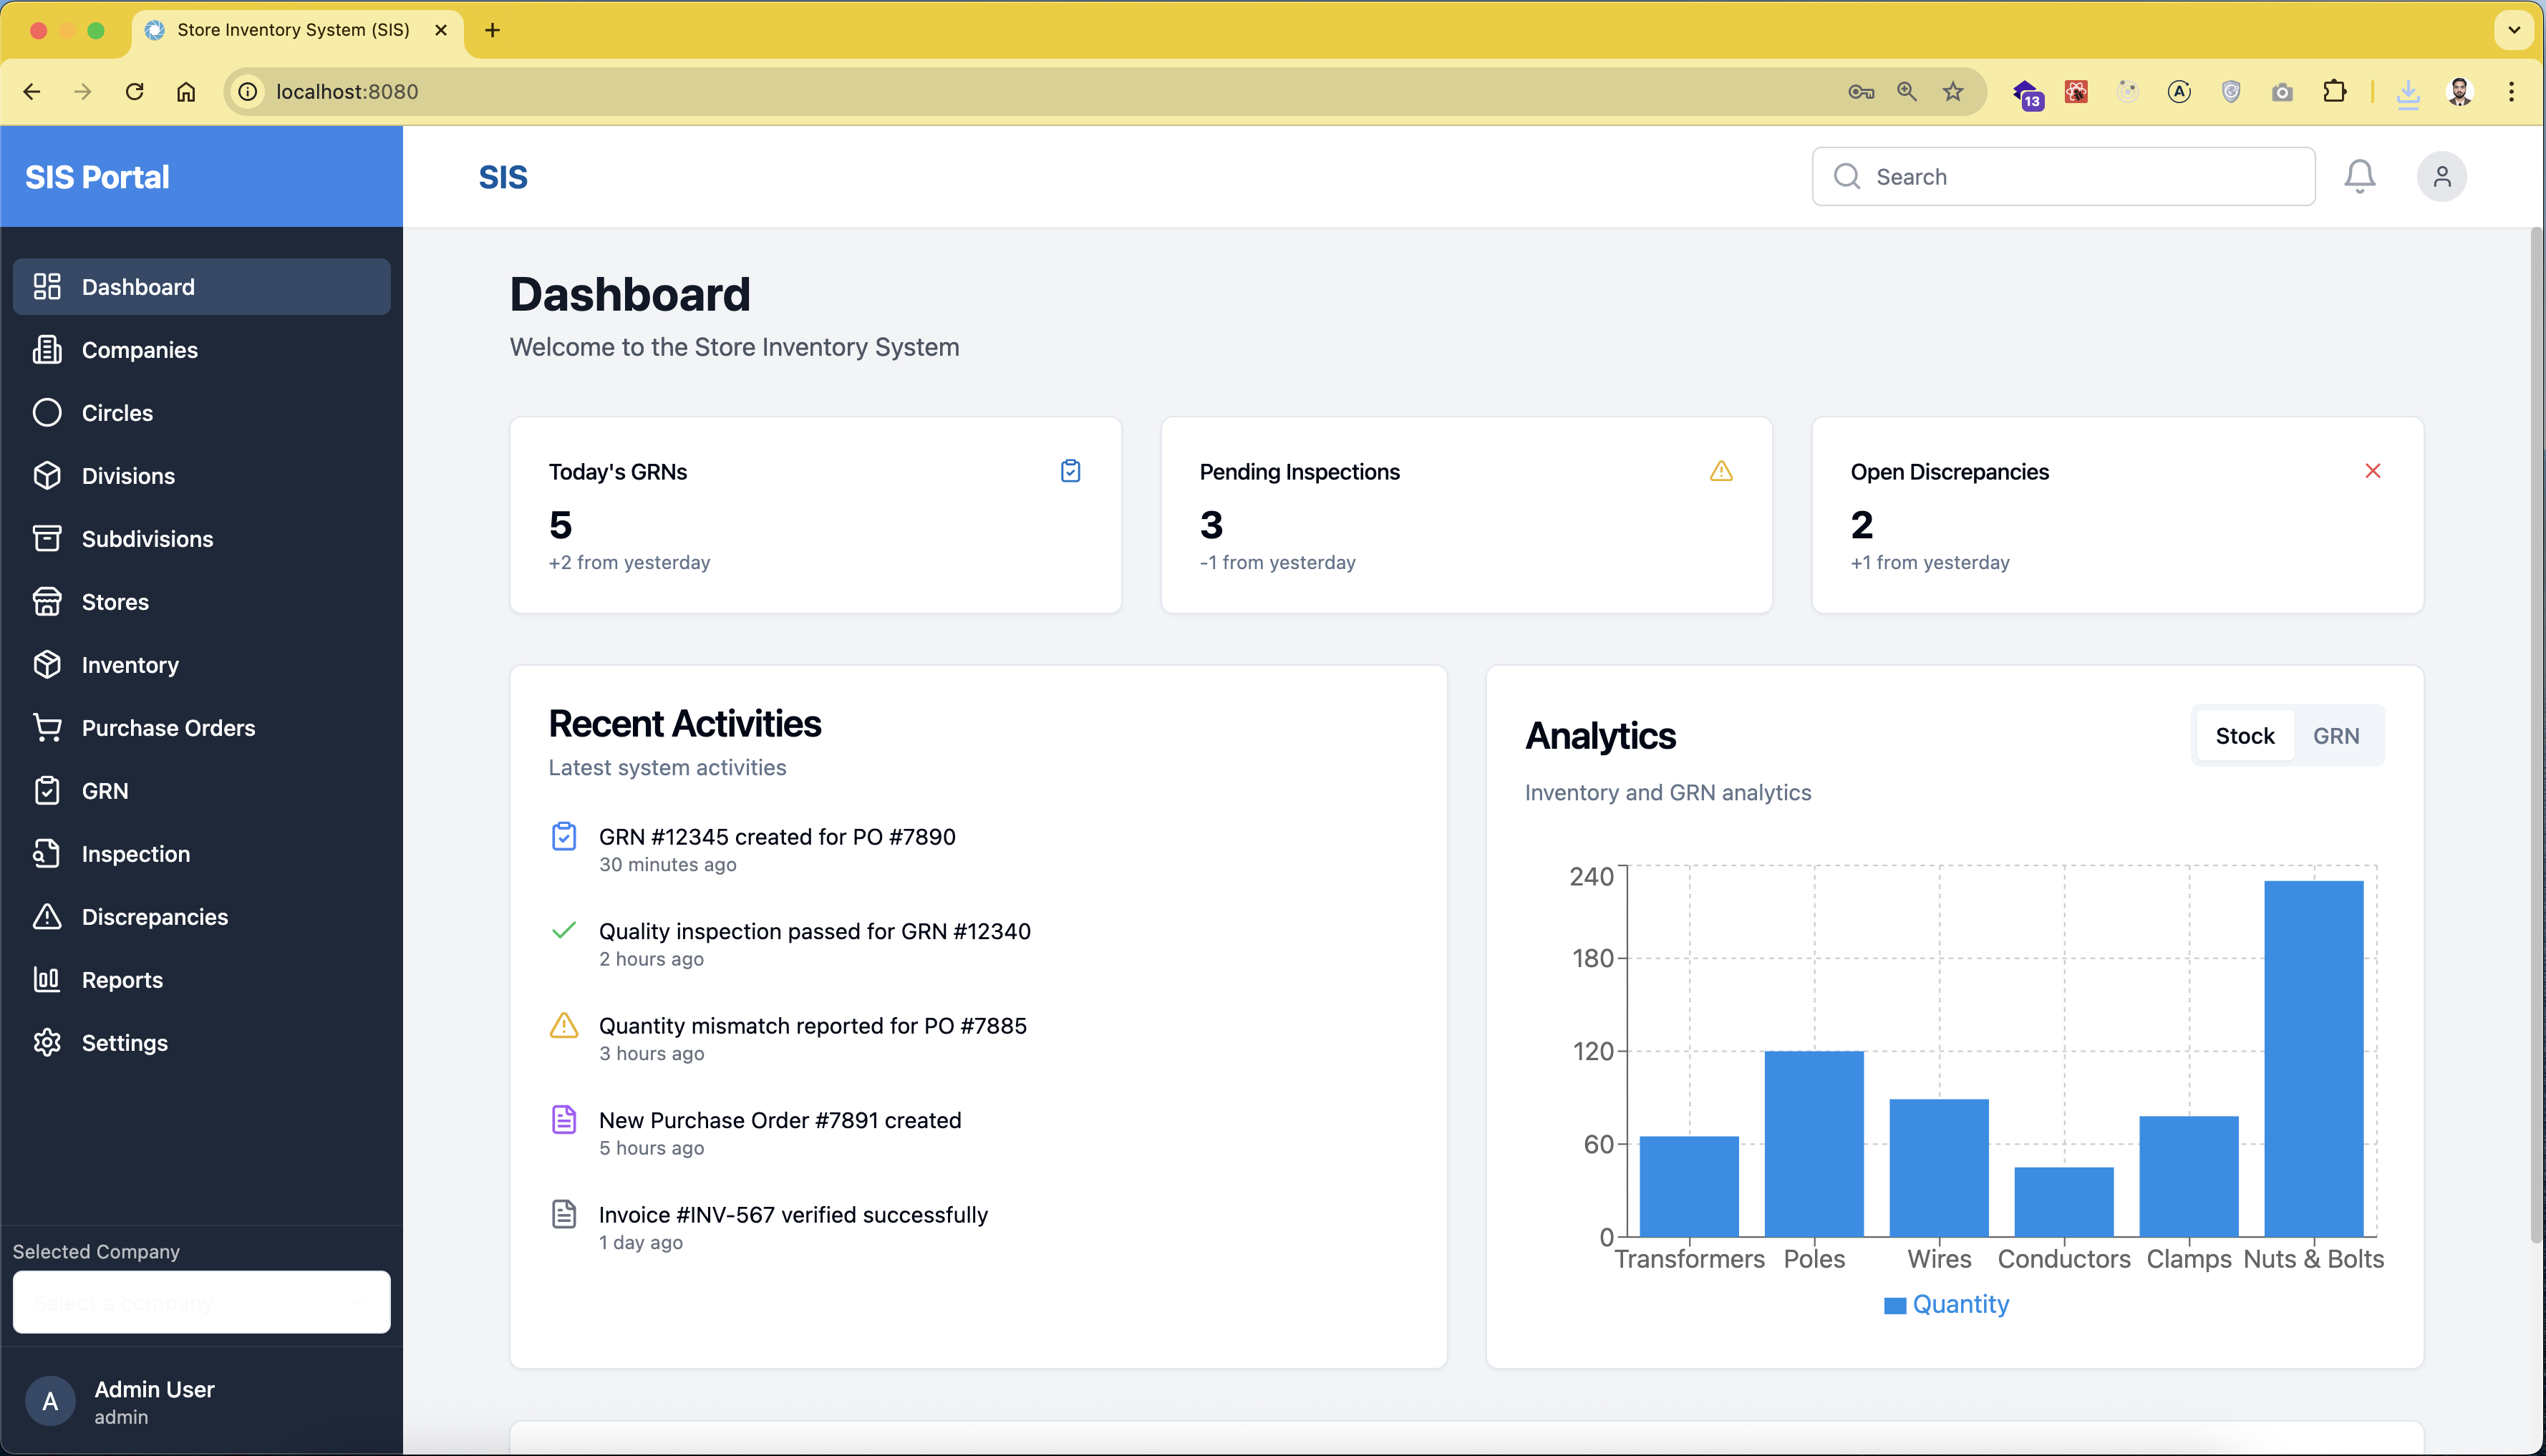 Store Inventory System (SIS)
localhost:8080
13
SIS Portal
SIS
Search
Dashboard
Companies
Circles
Divisions
Subdivisions
Stores
Inventory
Purchase Orders
GRN
Inspection
Discrepancies
Reports
Settings
Selected Company
Select a company
A
Admin User
admin
Dashboard
Welcome to the Store Inventory System
Today's GRNs
5
+2 from yesterday
Pending Inspections
3
-1 from yesterday
Open Discrepancies
2
+1 from yesterday
Recent Activities
Latest system activities
GRN #12345 created for PO #7890
30 minutes ago
Quality inspection passed for GRN #12340
2 hours ago
Quantity mismatch reported for PO #7885
3 hours ago
New Purchase Order #7891 created
5 hours ago
Invoice #INV-567 verified successfully
1 day ago
Analytics
Stock GRN
Inventory and GRN analytics
240
180
120
60
0
Transformers Poles Wires Conductors Clamps Nuts & Bolts
Quantity